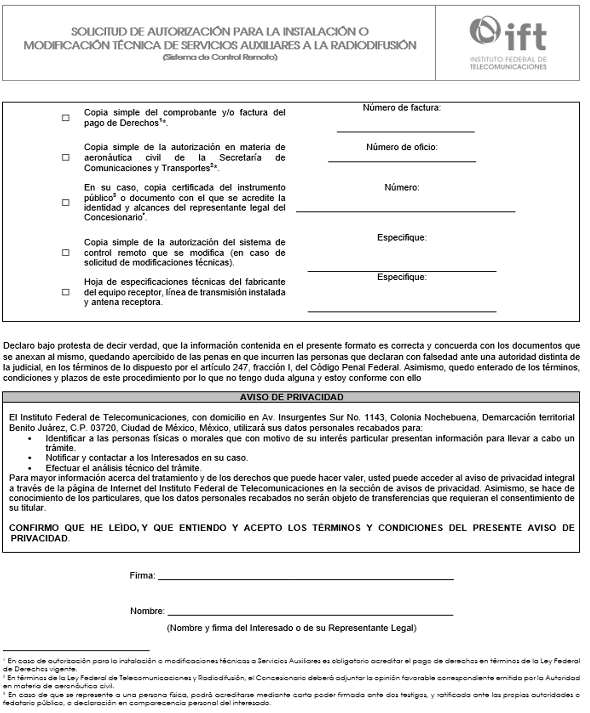 SOLICITUD DE AUTORIZACIÓN PARA LA INSTALACIÓN O
MODIFICACIÓN TÉCNICA DE SERVICIOS AUXILIARES A LA RADIODIFUSIÓN
(Sistema de Control Remoto)
ift
INSTITUTO FEDERAL DE
TELECOMUNICACIONES
☐ Copia simple del comprobante y/o factura del
pago de Derechos¹*.
Número de factura:
☐ Copia simple de la autorización en materia de
aeronáutica civil de la Secretaría de
Comunicaciones y Transportes²*.
Número de oficio:
☐ En su caso, copia certificada del instrumento
público³ o documento con el que se acredite la
identidad y alcances del representante legal del
Concesionario*.
Número:
☐ Copia simple de la autorización del sistema de
control remoto que se modifica (en caso de
solicitud de modificaciones técnicas).
Especifique:
☐ Hoja de especificaciones técnicas del fabricante
del equipo receptor, línea de transmisión instalada
y antena receptora.
Especifique:
Declaro bajo protesta de decir verdad, que la información contenida en el presente formato es correcta y concuerda con los documentos que
se anexan al mismo, quedando apercibido de las penas en que incurren las personas que declaran con falsedad ante una autoridad distinta de
la judicial, en los términos de lo dispuesto por el artículo 247, fracción I, del Código Penal Federal. Asimismo, quedo enterado de los términos,
condiciones y plazos de este procedimiento por lo que no tengo duda alguna y estoy conforme con ello
AVISO DE PRIVACIDAD
El Instituto Federal de Telecomunicaciones, con domicilio en Av. Insurgentes Sur No. 1143, Colonia Nochebuena, Demarcación territorial
Benito Juárez, C.P. 03720, Ciudad de México, México, utilizará sus datos personales recabados para:
• Identificar a las personas físicas o morales que con motivo de su interés particular presentan información para llevar a cabo un
trámite.
• Notificar y contactar a los Interesados en su caso.
• Efectuar el análisis técnico del trámite.
Para mayor información acerca del tratamiento y de los derechos que puede hacer valer, usted puede acceder al aviso de privacidad integral
a través de la página de Internet del Instituto Federal de Telecomunicaciones en la sección de avisos de privacidad. Asimismo, se hace de
conocimiento de los particulares, que los datos personales recabados no serán objeto de transferencias que requieran el consentimiento de
su titular.
CONFIRMO QUE HE LEÍDO, Y QUE ENTIENDO Y ACEPTO LOS TÉRMINOS Y CONDICIONES DEL PRESENTE AVISO DE
PRIVACIDAD.
Firma:
Nombre:
(Nombre y firma del Interesado o de su Representante Legal)
¹ En caso de autorización para la instalación o modificaciones técnicas a Servicios Auxiliares es obligatorio acreditar el pago de derechos en términos de la Ley Federal
de Derechos vigente.
² En términos de la Ley Federal de Telecomunicaciones y Radiodifusión, el Concesionario deberá adjuntar la opinión favorable correspondiente emitida por la Autoridad
en materia de aeronáutica civil.
³ En caso de que se represente a una persona física, podrá acreditarse mediante carta poder firmada ante dos testigos, y ratificada ante las propias autoridades o
fedatario público, o declaración en comparecencia personal del interesado.